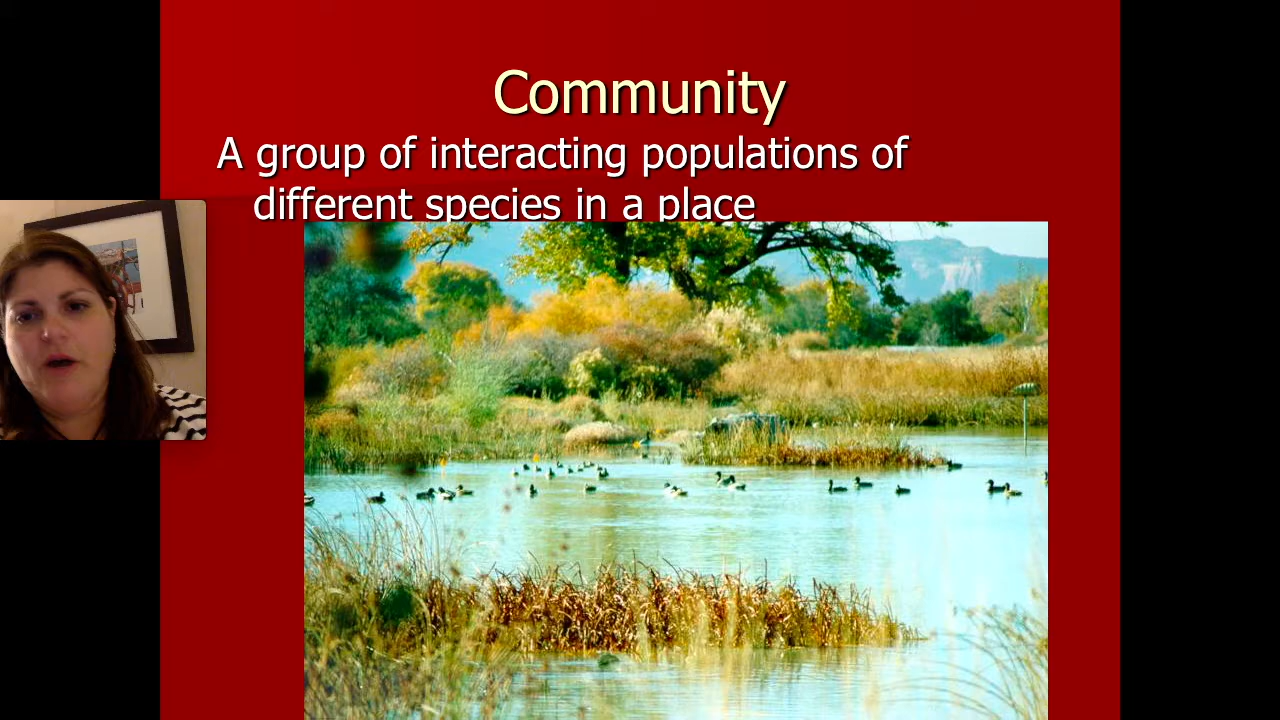 Community
A group of interacting populations of
different species in a place